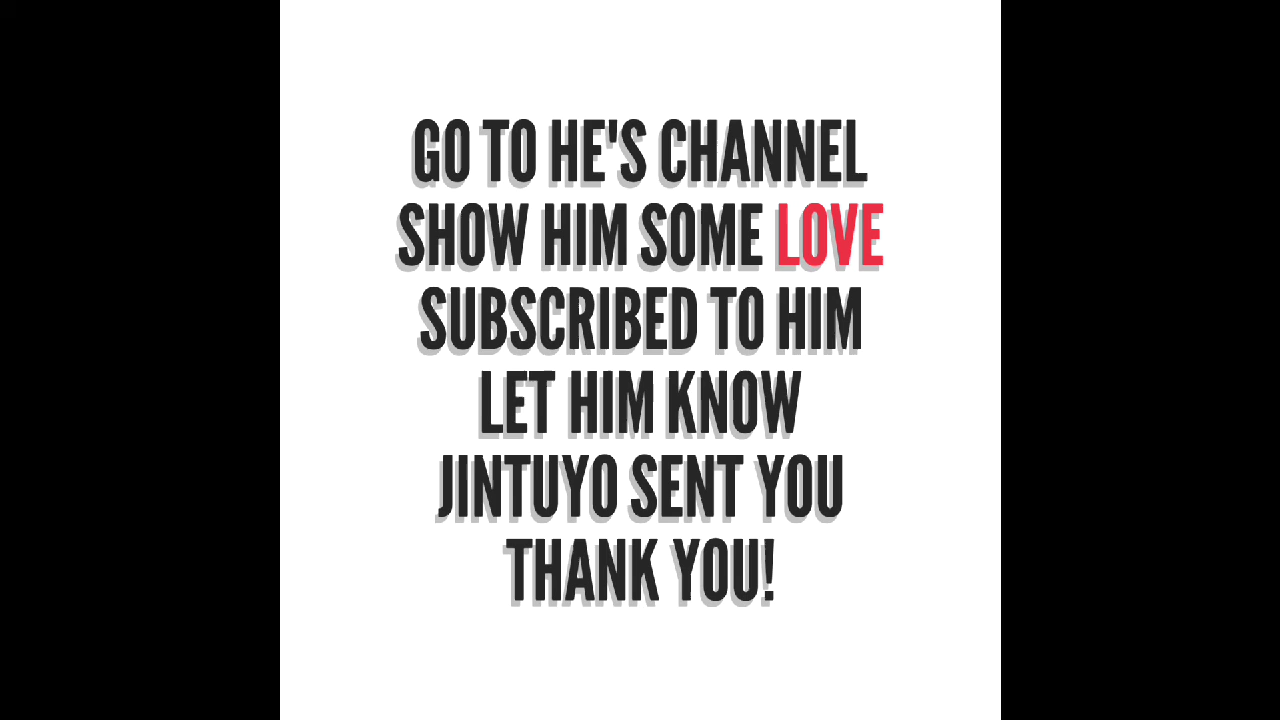 GO TO HE'S CHANNEL
SHOW HIM SOME LOVE
SUBSCRIBED TO HIM
LET HIM KNOW
JINTUYO SENT YOU
THANK YOU!